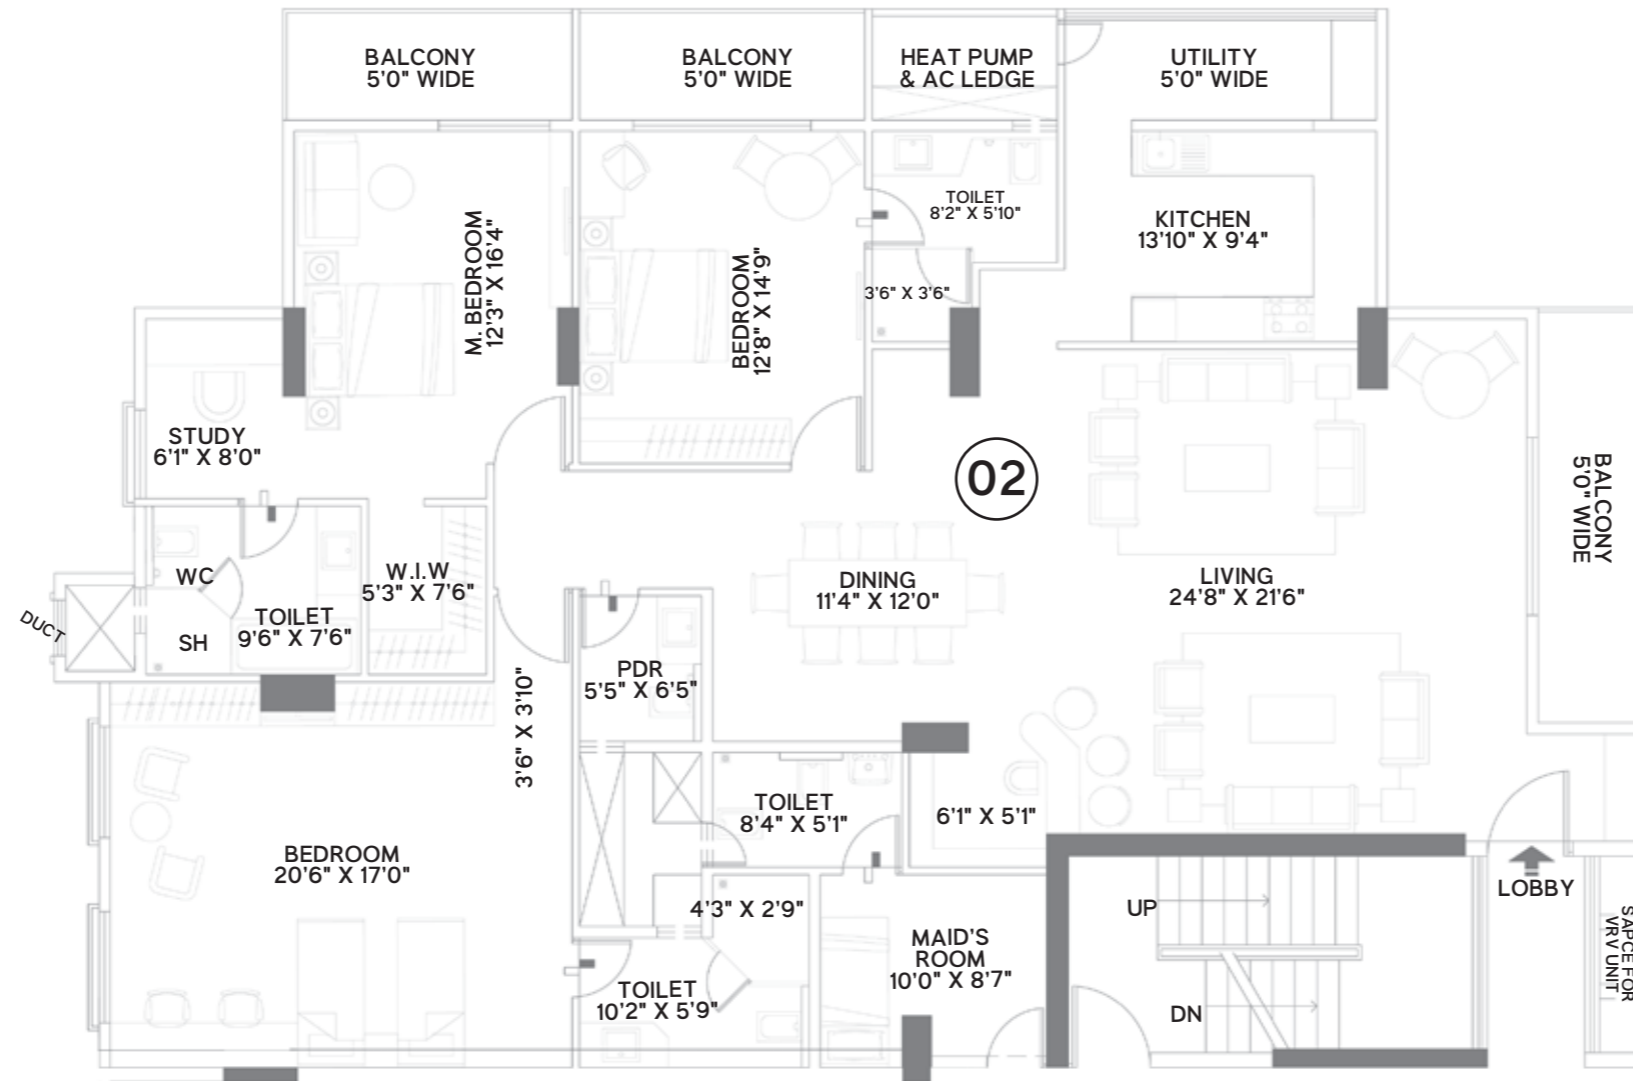 BALCONY
5'0" WIDE
BALCONY
5'0" WIDE
HEAT PUMP
& AC LEDGE
UTILITY
5'0" WIDE
M. BEDROOM
12'3" X 16'4"
BEDROOM
12'8" X 14'9"
TOILET
8'2" X 5'10"
3'6" X 3'6"
KITCHEN
13'10" X 9'4"
STUDY
6'1" X 8'0"
02
BALCONY
5'0" WIDE
WC
SH
TOILET
9'6" X 7'6"
W.I.W
5'3" X 7'6"
DUCT
DINING
11'4" X 12'0"
LIVING
24'8" X 21'6"
PDR
5'5" X 6'5"
3'6" X 3'10"
TOILET
8'4" X 5'1"
6'1" X 5'1"
BEDROOM
20'6" X 17'0"
4'3" X 2'9"
MAID'S
ROOM
10'0" X 8'7"
TOILET
10'2" X 5'9"
UP
DN
LOBBY
SAPCE FOR
VRV UNIT